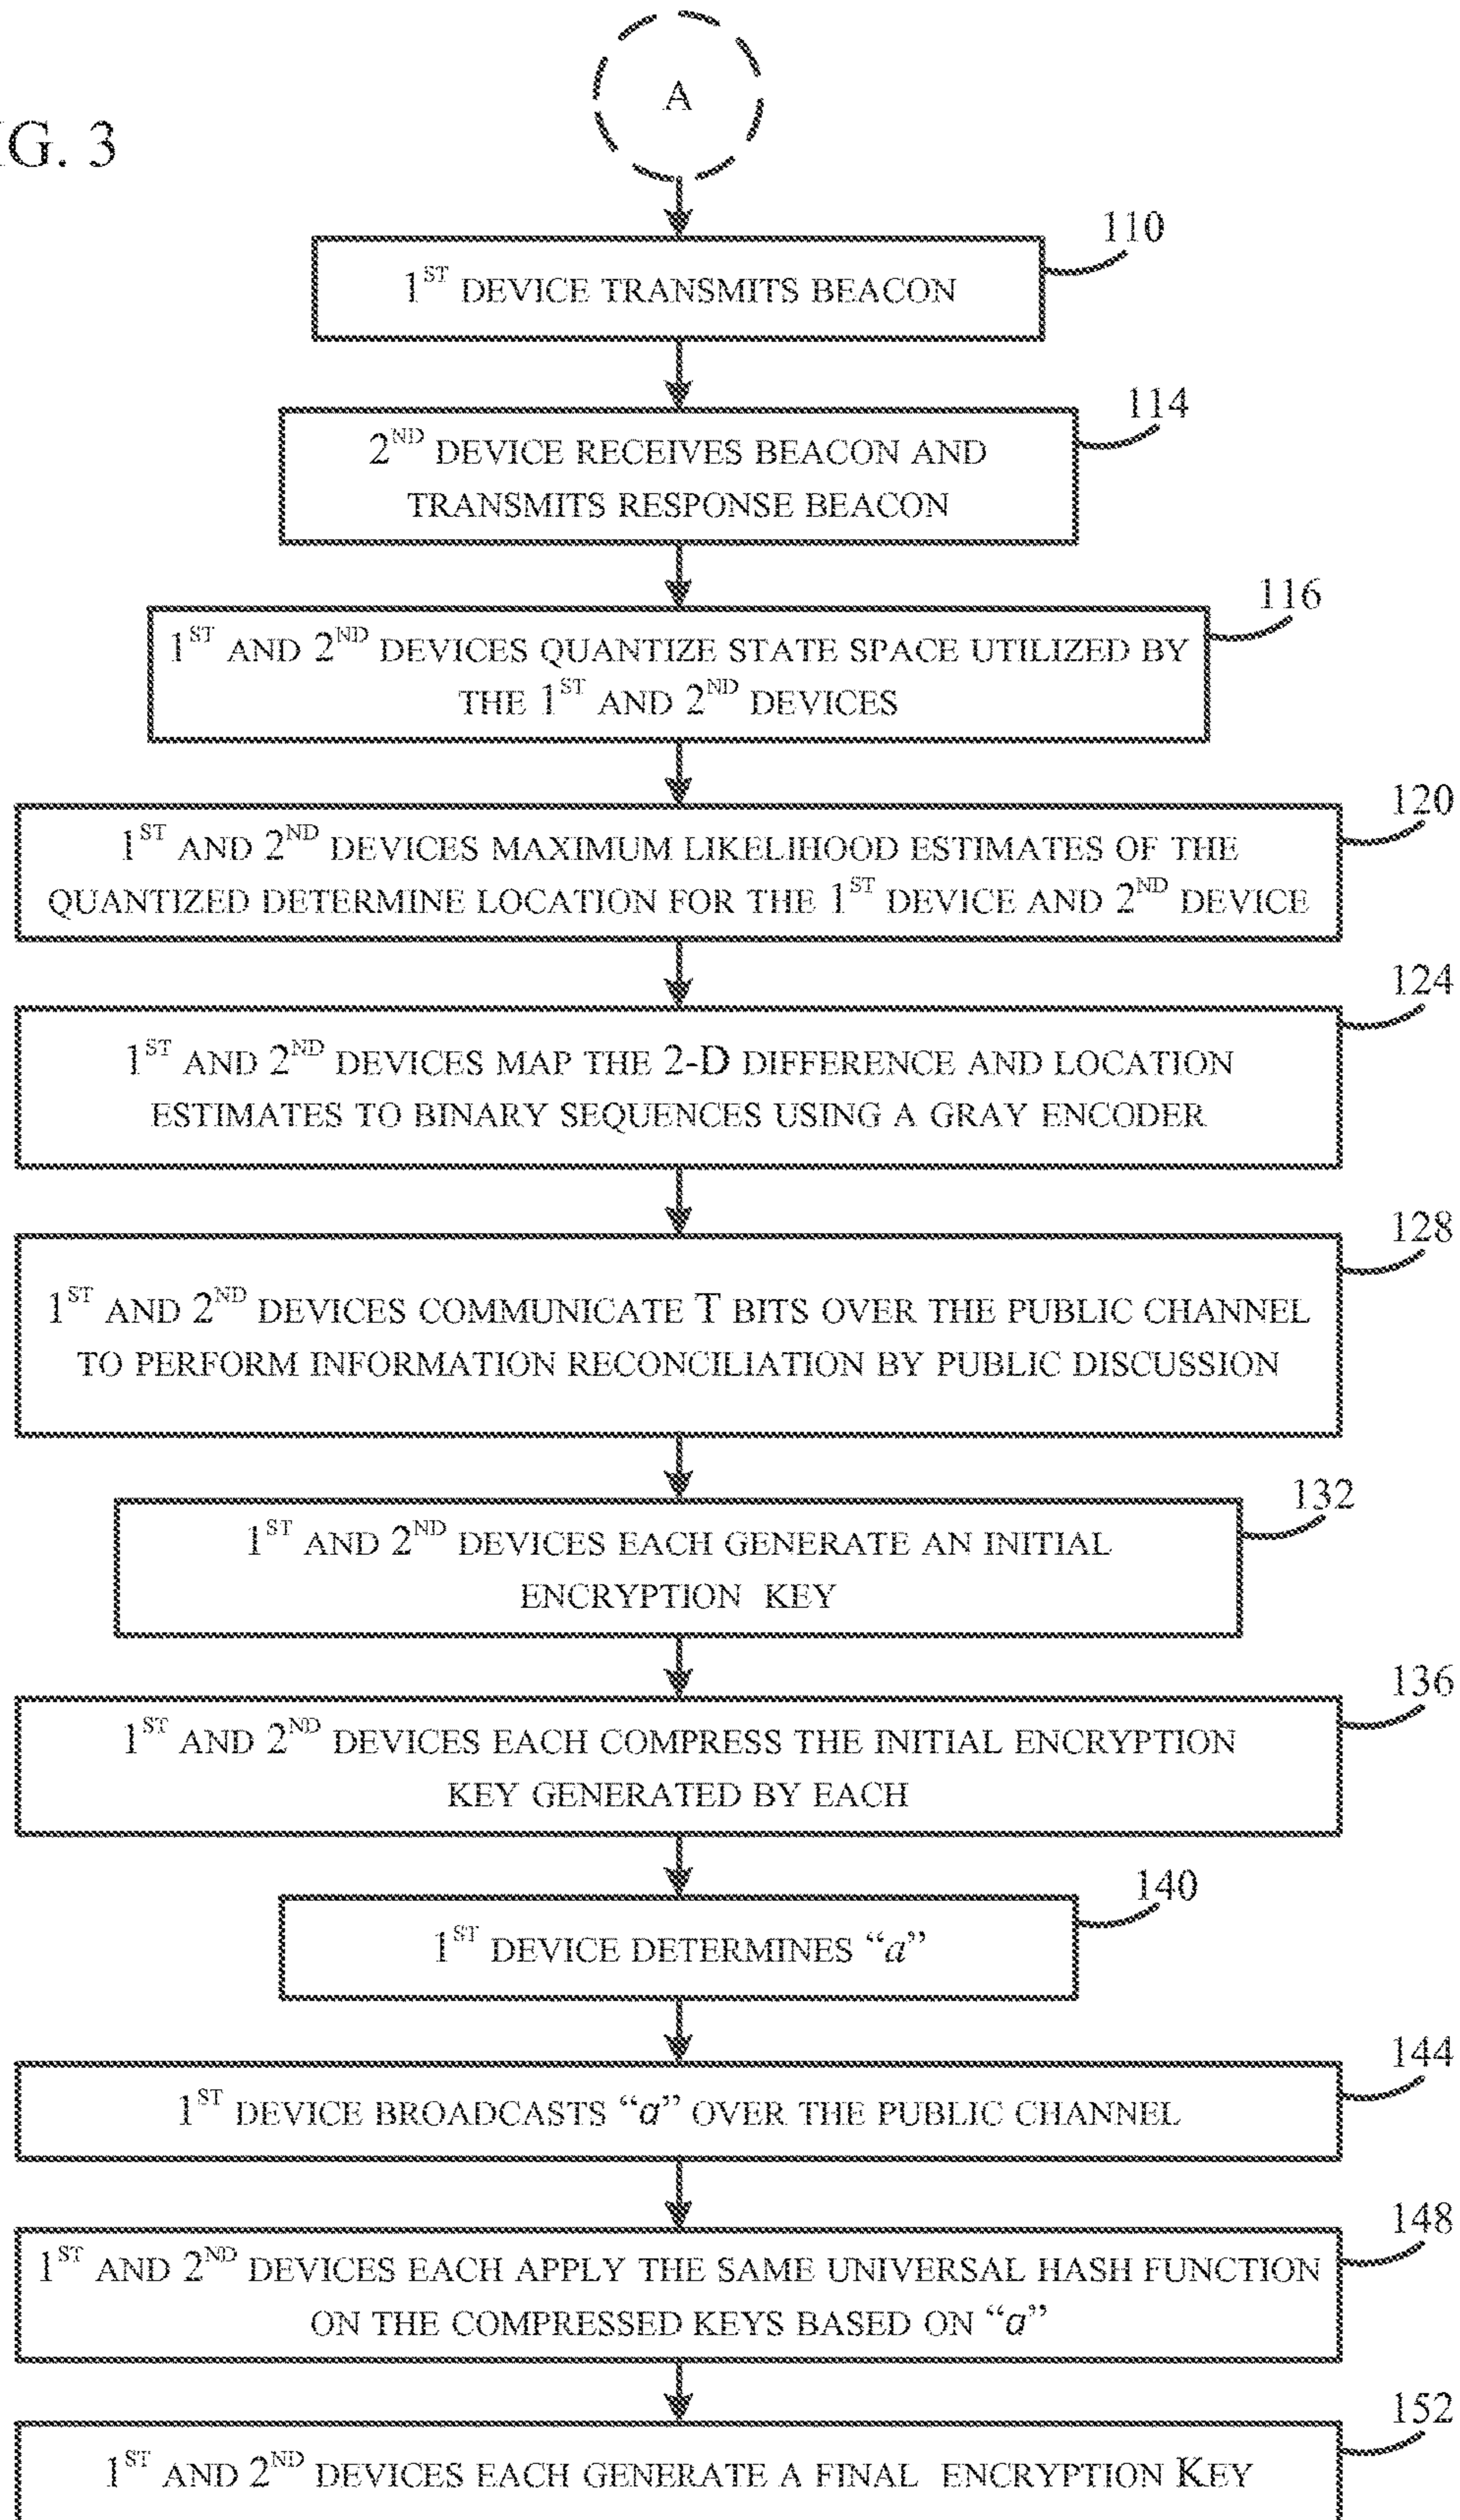 A
IG. 3
110
1ST DEVICE TRANSMITS BEACON
114
2ND DEVICE RECEIVES BEACON AND
TRANSMITS RESPONSE BEACON
116
1ST AND 2ND DEVICES QUANTIZE STATE SPACE UTILIZED BY
THE 1ST AND 2ND DEVICES
120
1ST AND 2ND DEVICES MAXIMUM LIKELIHOOD ESTIMATES OF THE
QUANTIZED DETERMINE LOCATION FOR THE 1ST DEVICE AND 2ND DEVICE
124
1ST AND 2ND DEVICES MAP THE 2-D DIFFERENCE AND LOCATION
ESTIMATES TO BINARY SEQUENCES USING A GRAY ENCODER
128
1ST AND 2ND DEVICES COMMUNICATE T BITS OVER THE PUBLIC CHANNEL
TO PERFORM INFORMATION RECONCILIATION BY PUBLIC DISCUSSION
132
1ST AND 2ND DEVICES EACH GENERATE AN INITIAL
ENCRYPTION KEY
136
1ST AND 2ND DEVICES EACH COMPRESS THE INITIAL ENCRYPTION
KEY GENERATED BY EACH
140
1ST DEVICE DETERMINES “a”
144
1ST DEVICE BROADCASTS “a” OVER THE PUBLIC CHANNEL
148
1ST AND 2ND DEVICES EACH APPLY THE SAME UNIVERSAL HASH FUNCTION
ON THE COMPRESSED KEYS BASED ON “a”
152
1ST AND 2ND DEVICES EACH GENERATE A FINAL ENCRYPTION KEY